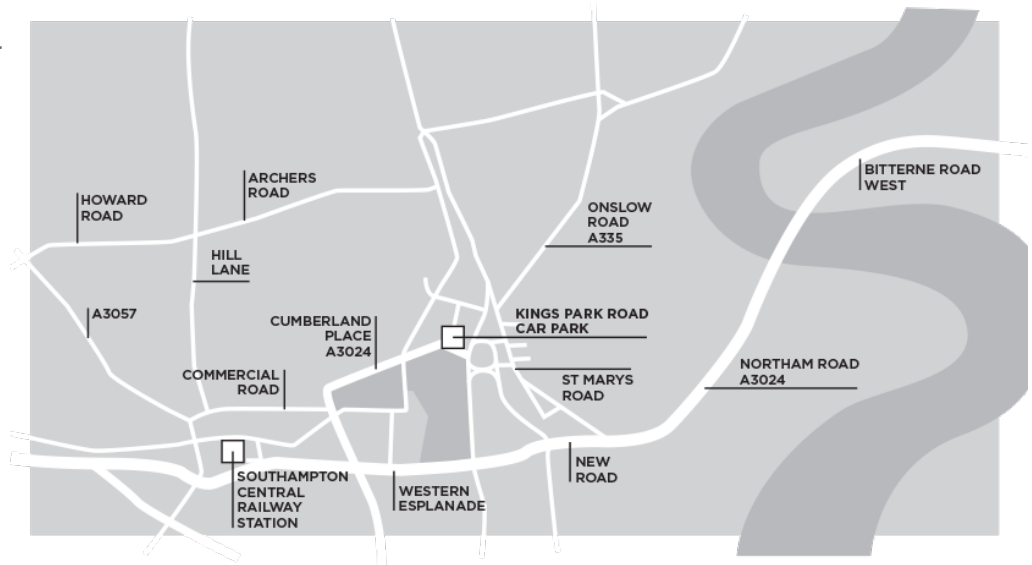 HOWARD
ROAD
ARCHERS
ROAD
HILL
LANE
A3057
CUMBERLAND
PLACE
A3024
COMMERCIAL
ROAD
ONSLOW
ROAD
A335
BITTERNE ROAD
WEST
KINGS PARK ROAD
CAR PARK
ST MARYS
ROAD
NORTHAM ROAD
A3024
NEW
ROAD
WESTERN
ESPLANADE
SOUTHAMPTON
CENTRAL
RAILWAY
STATION